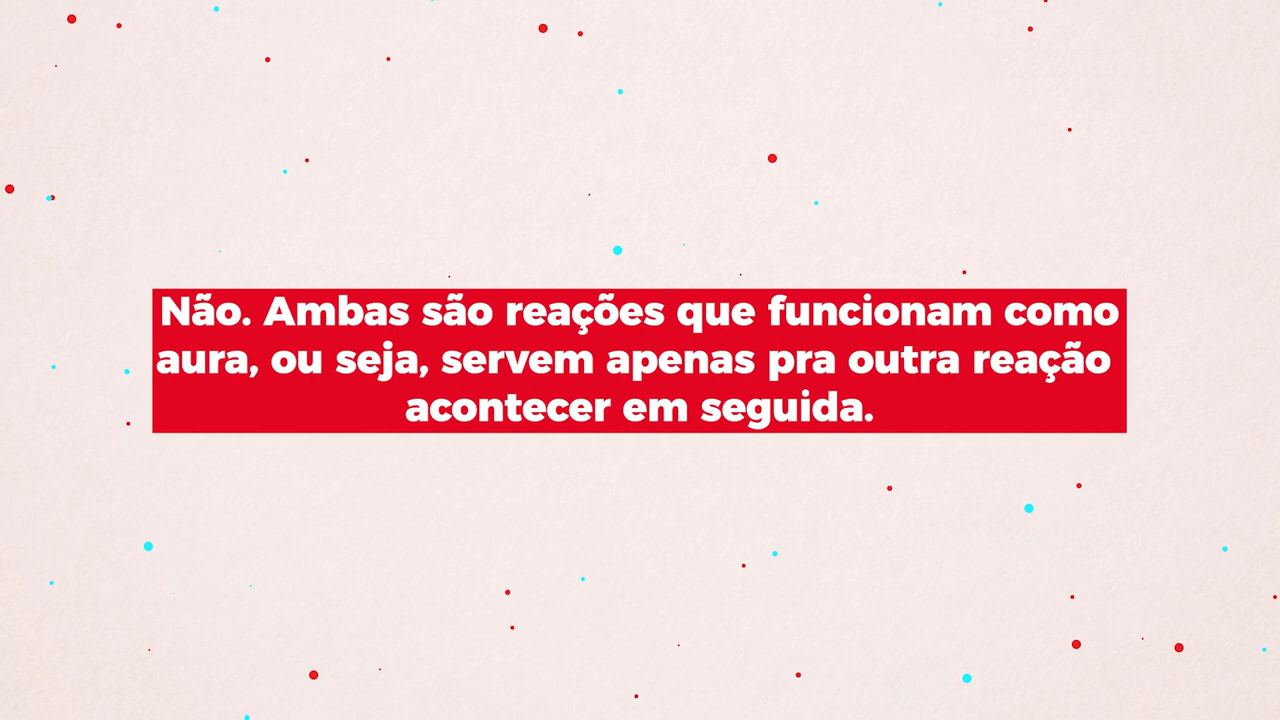 Não. Ambas são reações que funcionam como
aura, ou seja, servem apenas pra outra reação
acontecer em seguida.